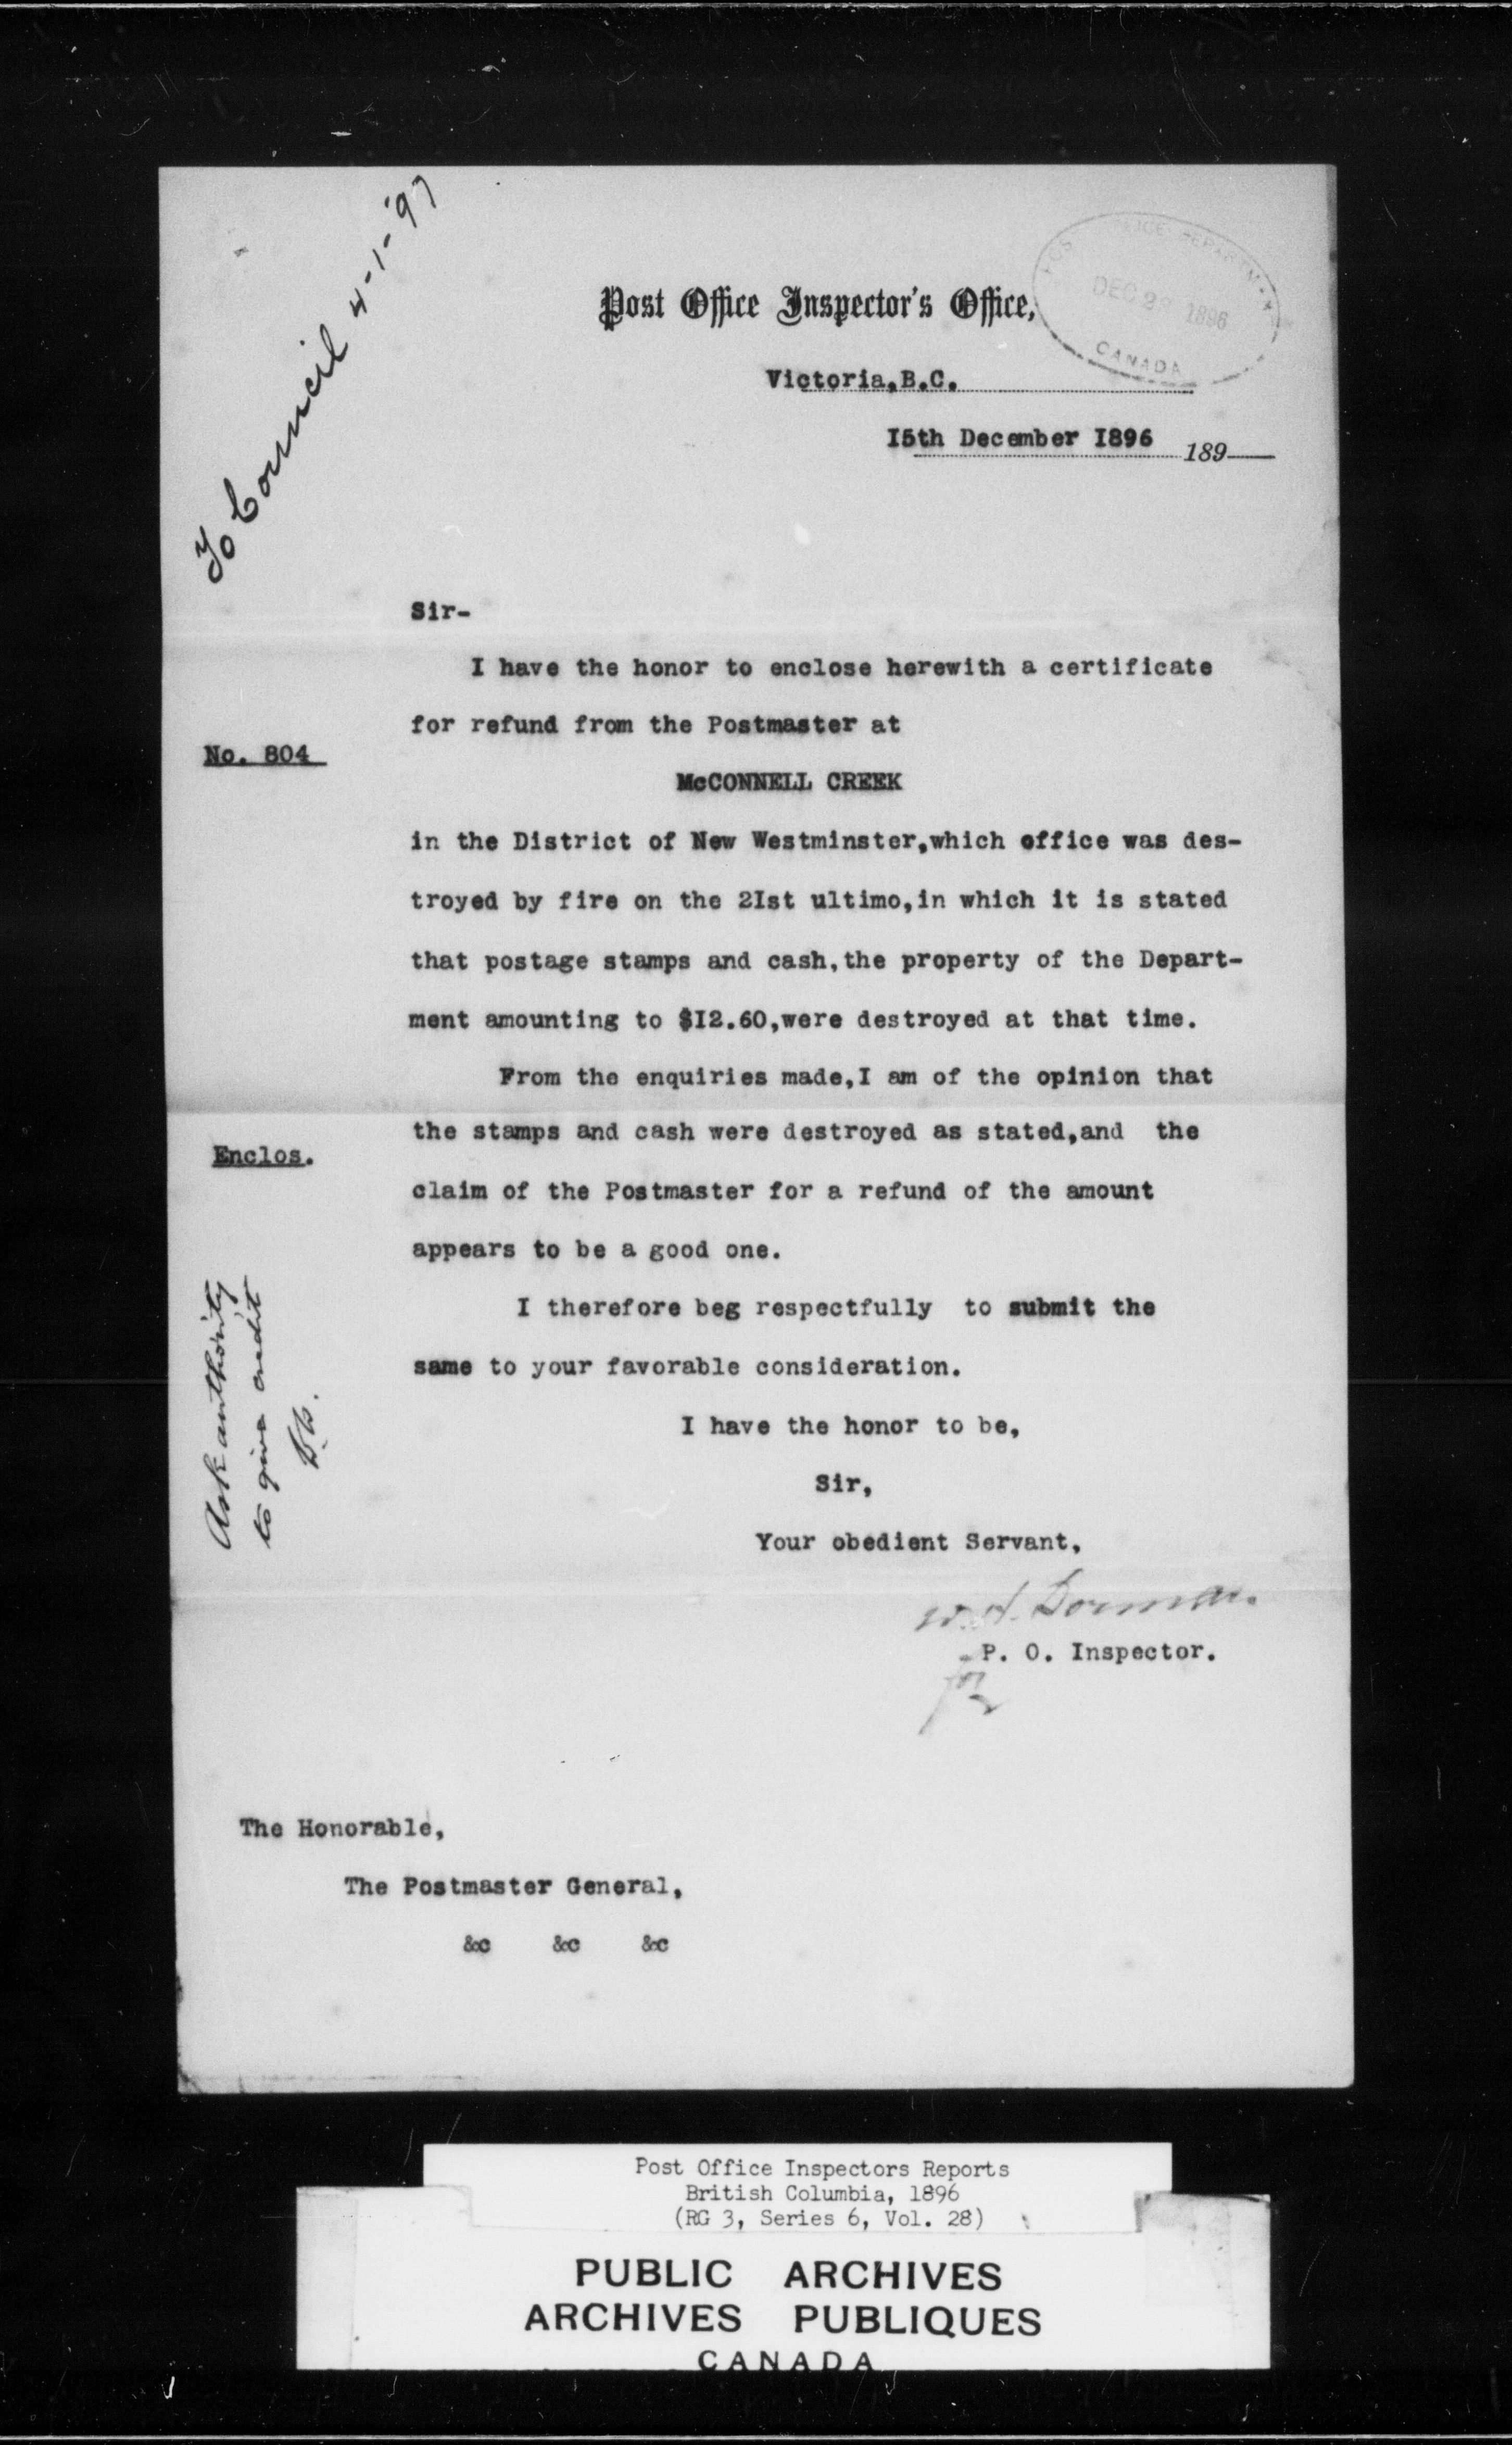 To Council 4-1-'97
Post Office Inspector's Office,
POST OFFICE DEPARTMENT
DEC 1896
CANADA
Victoria,B.C.
I5th December I896 189
Sir-
I have the honor to enclose herewith a certificate
for refund from the Postmaster at
No. 804
McCONNELL CREEK
in the District of New Westminster,which office was des-
troyed by fire on the 2Ist ultimo,in which it is stated
that postage stamps and cash,the property of the Depart-
ment amounting to $I2.60,were destroyed at that time.
From the enquiries made,I am of the opinion that
the stamps and cash were destroyed as stated,and the
Enclos.
claim of the Postmaster for a refund of the amount
appears to be a good one.
I therefore beg respectfully to submit the
same to your favorable consideration.
Ask authority
to give credit
I have the honor to be,
Sir,
Your obedient Servant,
P. O. Inspector.
for
The Honorable,
The Postmaster General,
&c &c &c
Post Office Inspectors Reports
British Columbia, 1896
(RG 3, Series 6, Vol. 28)
PUBLIC ARCHIVES
ARCHIVES PUBLIQUES
CANADA